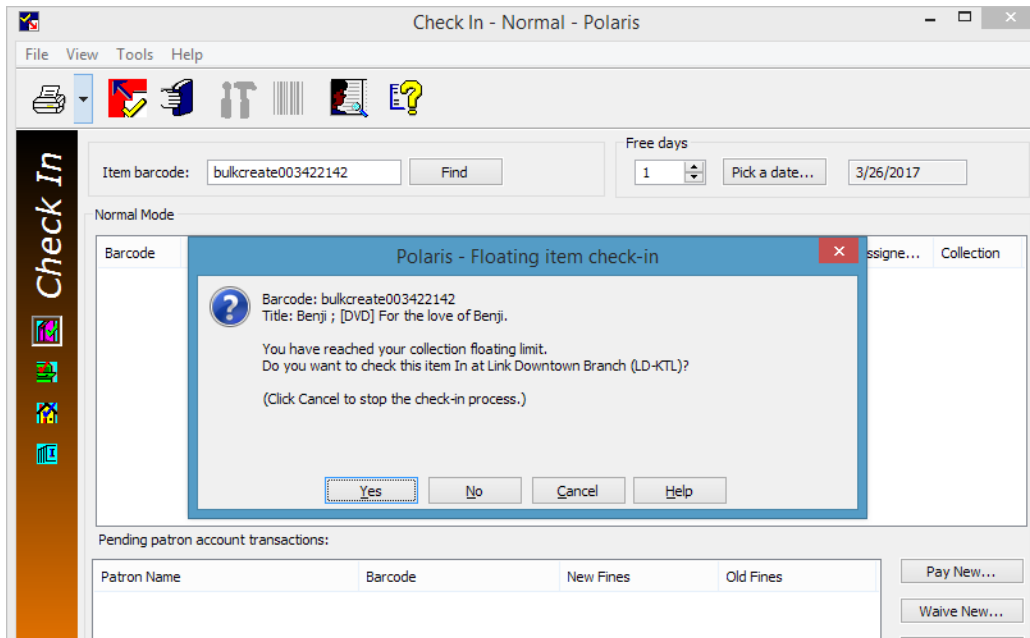 Check In - Normal - Polaris
File View Tools Help
Check In
Item barcode: bulkcreate003422142 Find
Free days
1 Pick a date... 3/26/2017
Normal Mode
Barcode ssigne... Collection
Polaris - Floating item check-in
Barcode: bulkcreate003422142
Title: Benji ; [DVD] For the love of Benji.
You have reached your collection floating limit.
Do you want to check this item In at Link Downtown Branch (LD-KTL)?
(Click Cancel to stop the check-in process.)
Yes No Cancel Help
Pending patron account transactions:
Patron Name Barcode New Fines Old Fines
Pay New...
Waive New...